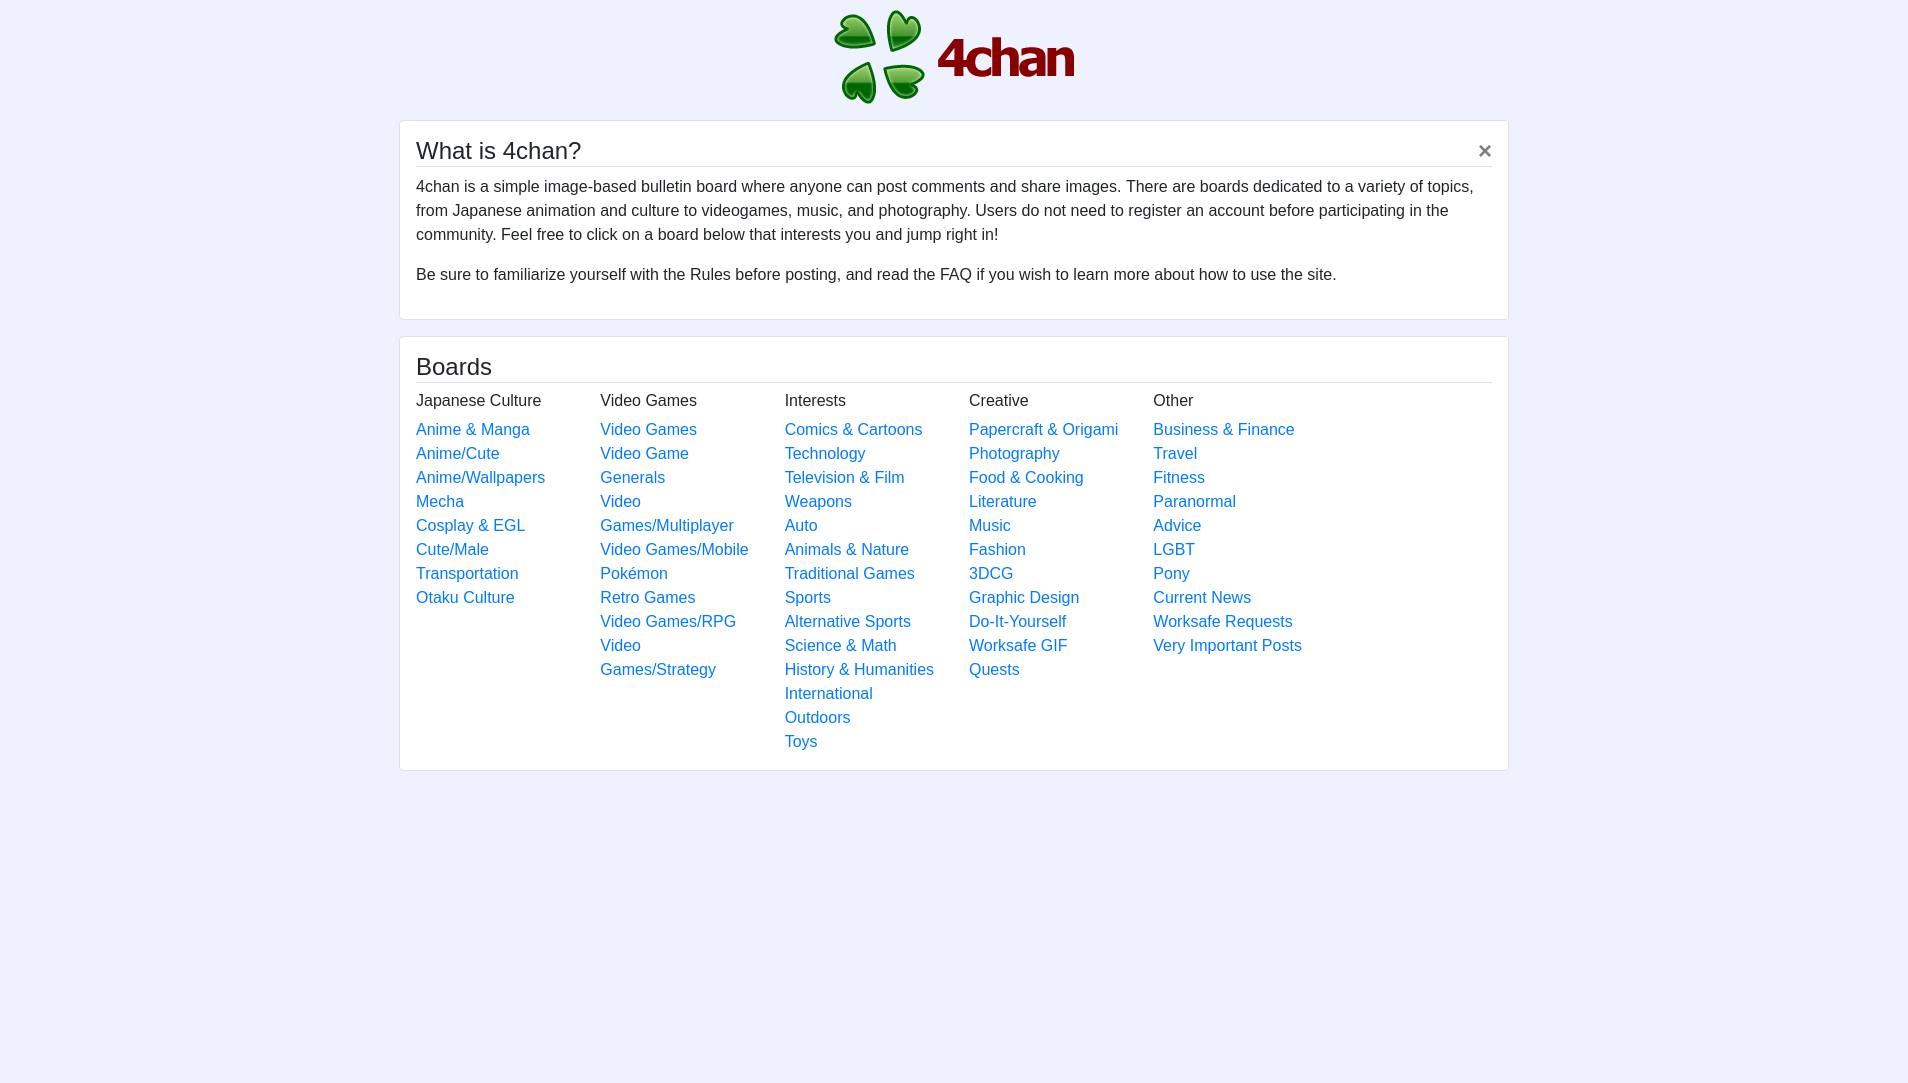 4chan
What is 4chan?
×
4chan is a simple image-based bulletin board where anyone can post comments and share images. There are boards dedicated to a variety of topics,
from Japanese animation and culture to videogames, music, and photography. Users do not need to register an account before participating in the
community. Feel free to click on a board below that interests you and jump right in!
Be sure to familiarize yourself with the Rules before posting, and read the FAQ if you wish to learn more about how to use the site.
Boards
Japanese Culture
Anime & Manga
Anime/Cute
Anime/Wallpapers
Mecha
Cosplay & EGL
Cute/Male
Transportation
Otaku Culture
Video Games
Video Games
Video Game
Generals
Video
Games/Multiplayer
Video Games/Mobile
Pokémon
Retro Games
Video Games/RPG
Video
Games/Strategy
Interests
Comics & Cartoons
Technology
Television & Film
Weapons
Auto
Animals & Nature
Traditional Games
Sports
Alternative Sports
Science & Math
History & Humanities
International
Outdoors
Toys
Creative
Papercraft & Origami
Photography
Food & Cooking
Literature
Music
Fashion
3DCG
Graphic Design
Do-It-Yourself
Worksafe GIF
Quests
Other
Business & Finance
Travel
Fitness
Paranormal
Advice
LGBT
Pony
Current News
Worksafe Requests
Very Important Posts